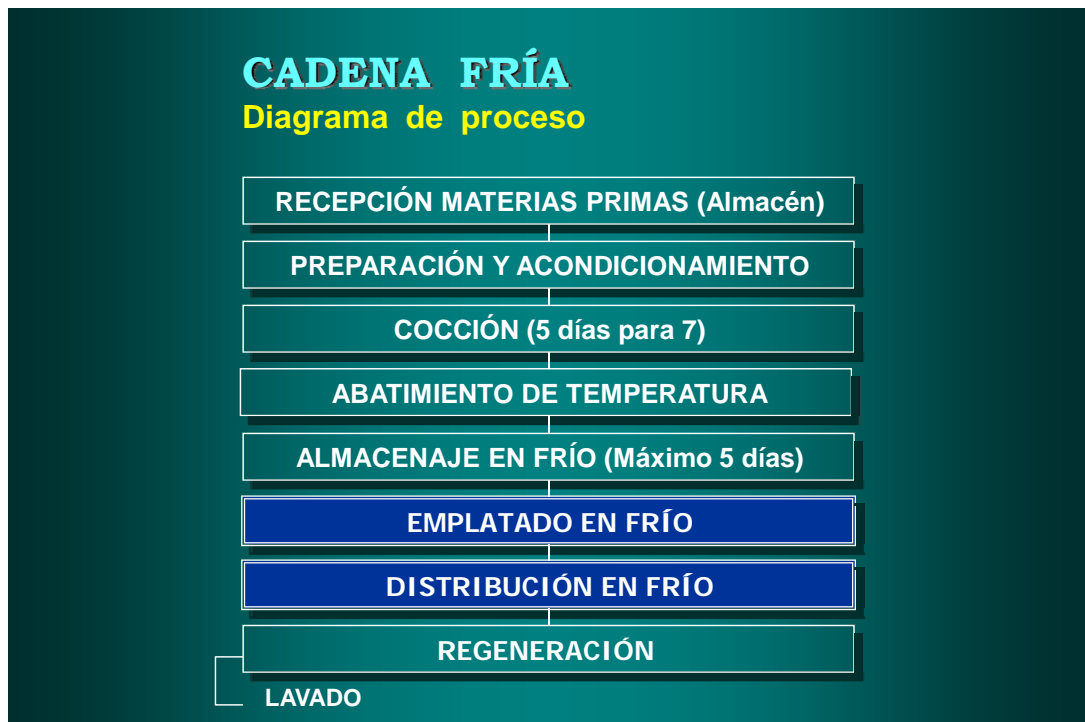 CADENA FRÍA
Diagrama de proceso
RECEPCIÓN MATERIAS PRIMAS (Almacén)
PREPARACIÓN Y ACONDICIONAMIENTO
COCCIÓN (5 días para 7)
ABATIMIENTO DE TEMPERATURA
ALMACENAJE EN FRÍO (Máximo 5 días)
EMPLATADO EN FRÍO
DISTRIBUCIÓN EN FRÍO
REGENERACIÓN
LAVADO